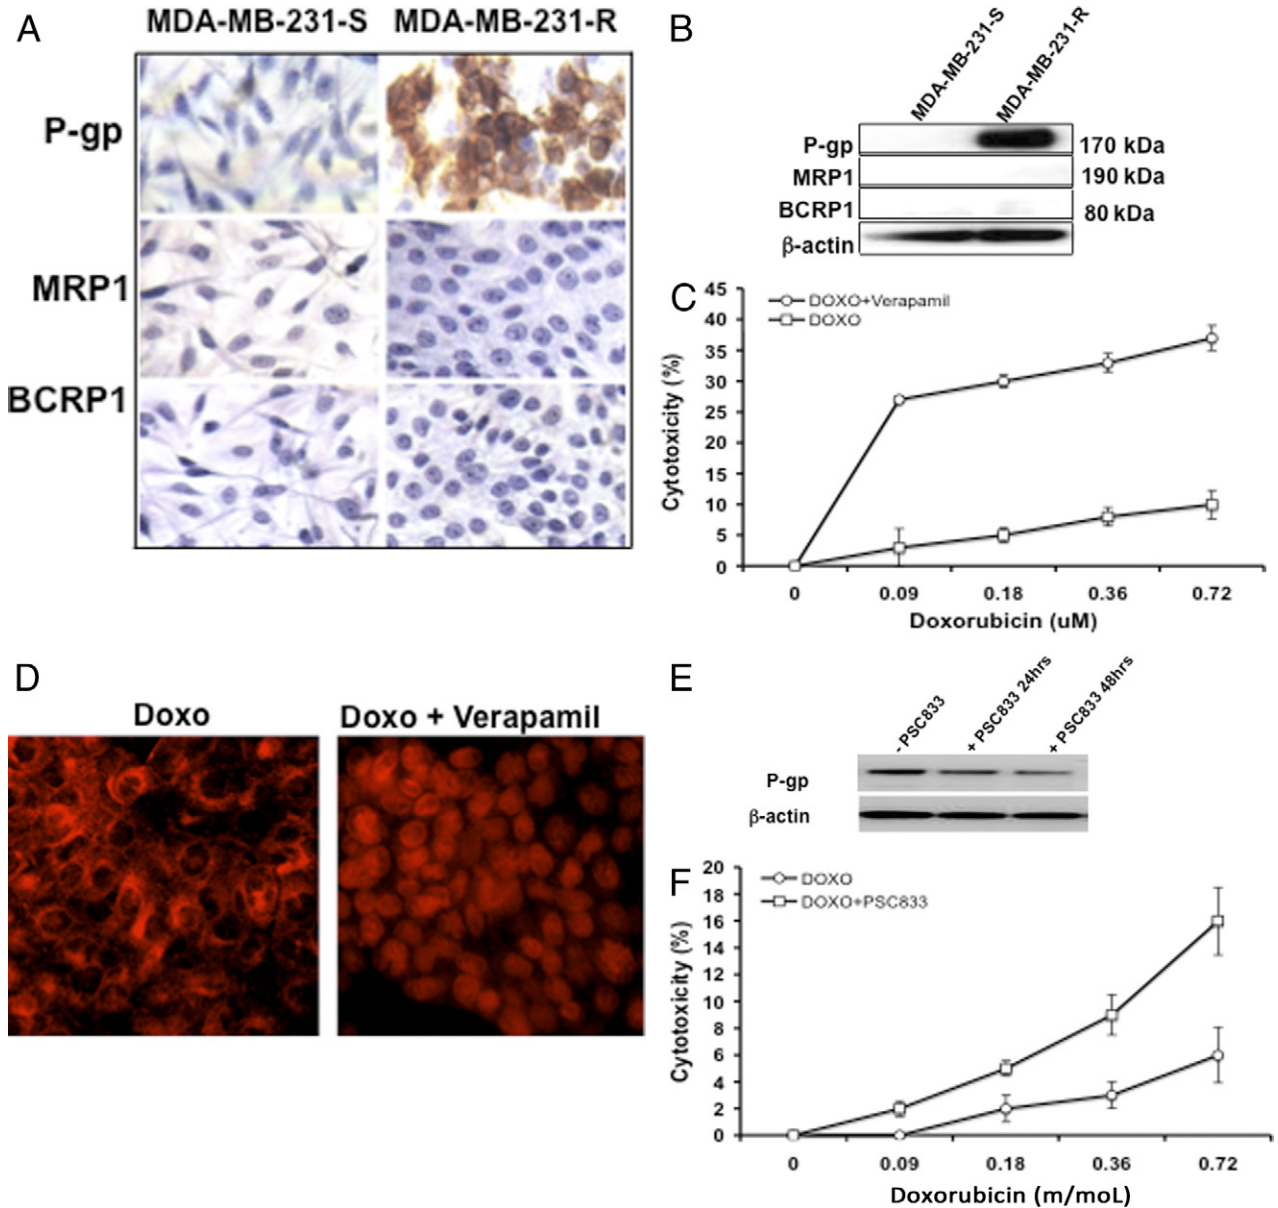 A
MDA-MB-231-S MDA-MB-231-R
P-gp
MRP1
BCRP1
B
MDA-MB-231-S
MDA-MB-231-R
P-gp 170 kDa
MRP1 190 kDa
BCRP1 80 kDa
β-actin
C
45
40
35
30
25
20
15
10
5
0
Cytotoxicity (%)
DOXO+Verapamil
DOXO
0 0.09 0.18 0.36 0.72
Doxorubicin (uM)
D
Doxo Doxo + Verapamil
E
- PSC833
+ PSC833 24hrs
+ PSC833 48hrs
P-gp
β-actin
F
20
18
16
14
12
10
8
6
4
2
0
Cytotoxicity (%)
DOXO
DOXO+PSC833
0 0.09 0.18 0.36 0.72
Doxorubicin (m/moL)